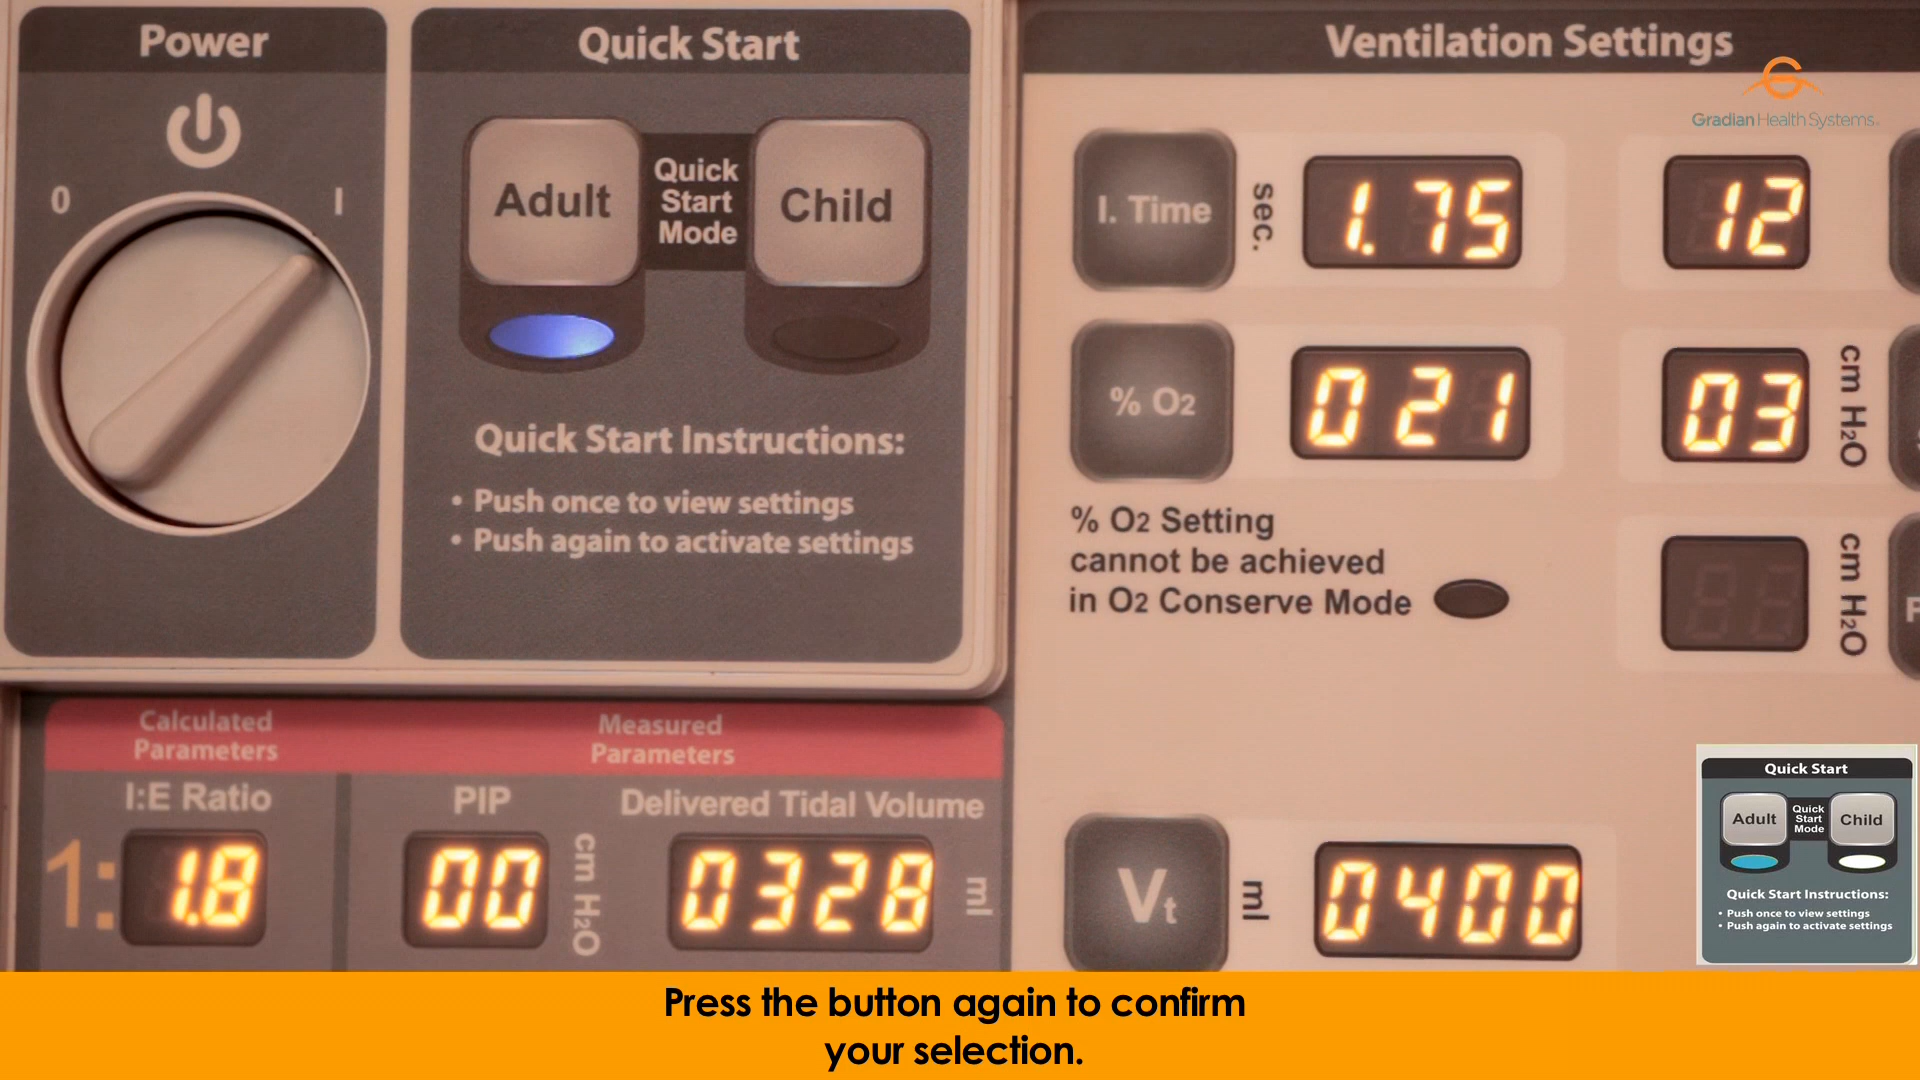 Power
0
I
Quick Start
Adult
Quick
Start
Mode
Child
Quick Start Instructions:
• Push once to view settings
• Push again to activate settings
Ventilation Settings
Gradian Health Systems
I. Time
sec.
1.75
12
% O2
021
03
cm H2O
% O2 Setting
cannot be achieved
in O2 Conserve Mode
cm H2O
Calculated
Parameters
Measured
Parameters
I:E Ratio
PIP
Delivered Tidal Volume
1:
1.8
00
cm H2O
0328
ml
Vt
ml
0400
Quick Start
Adult
Quick
Start
Mode
Child
Quick Start Instructions:
• Push once to view settings
• Push again to activate settings
Press the button again to confirm
your selection.